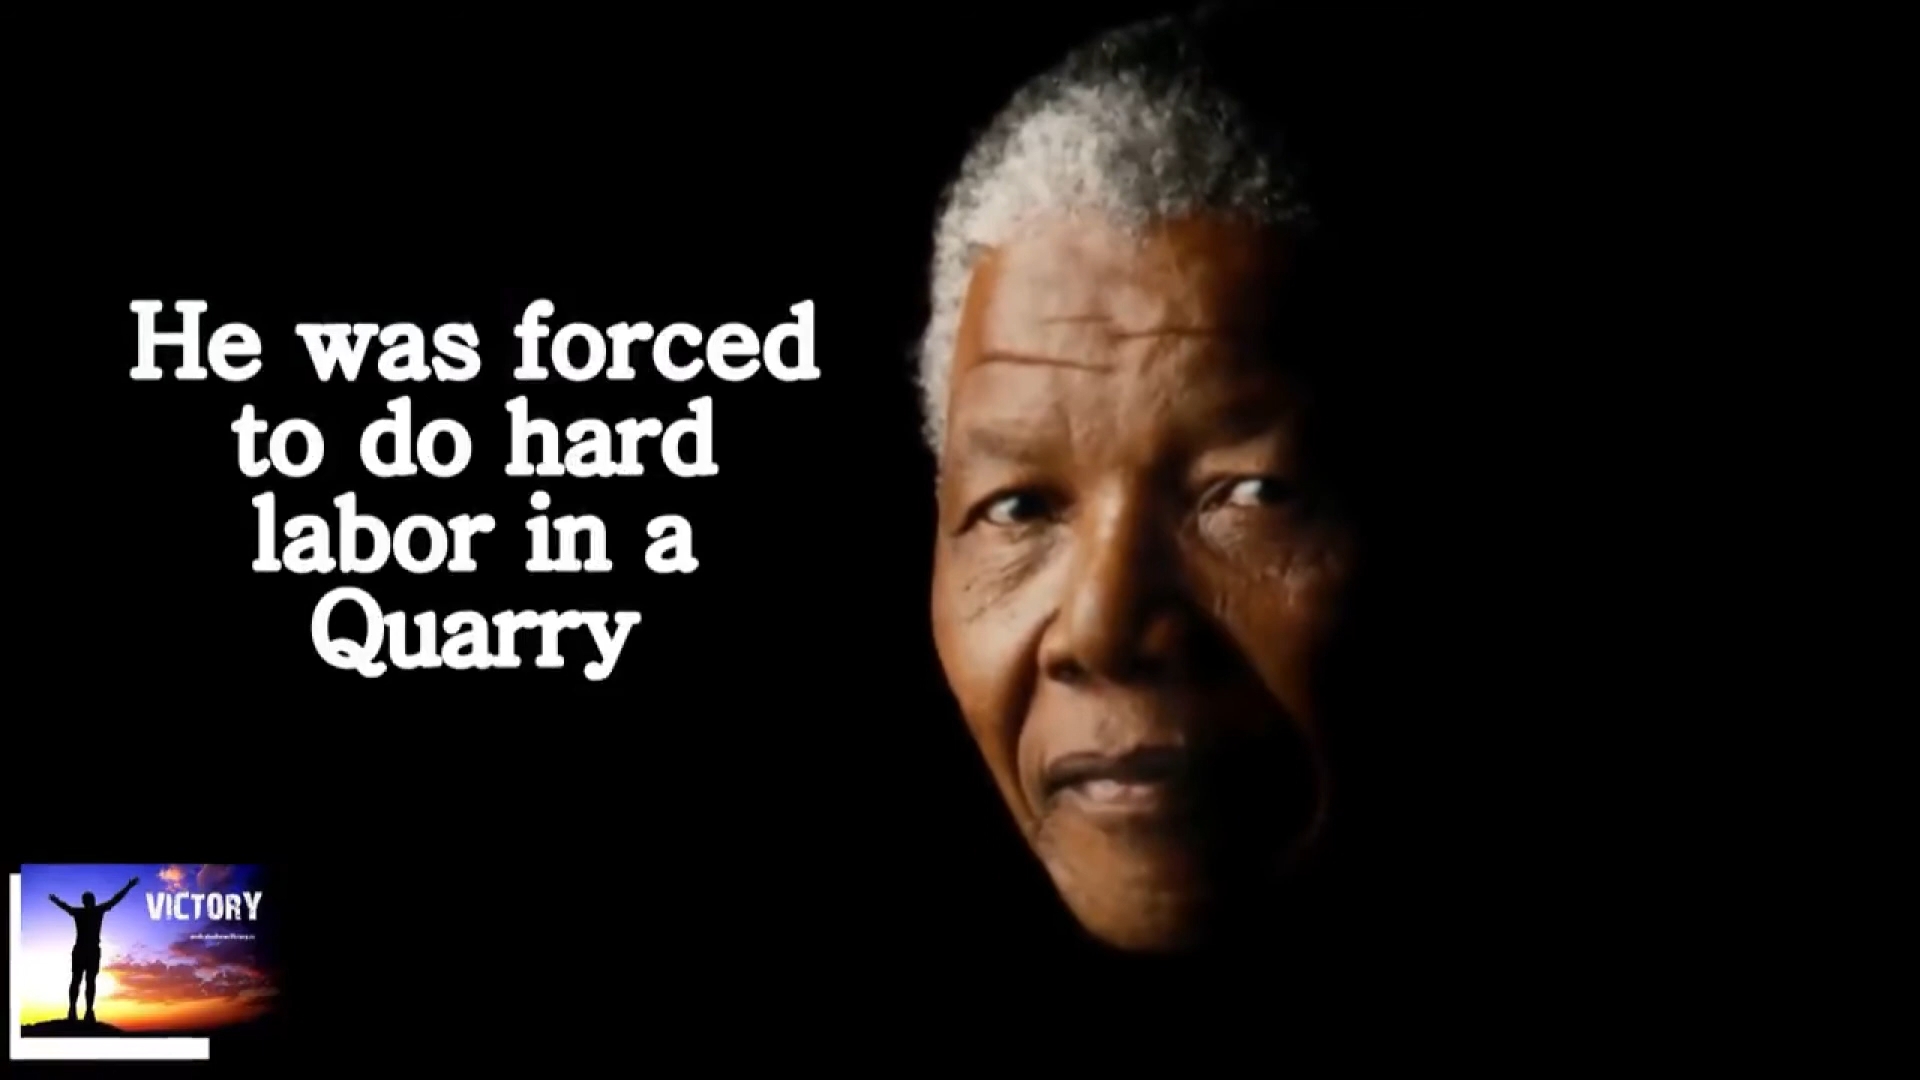 He was forced
to do hard
labor in a
Quarry
VICTORY